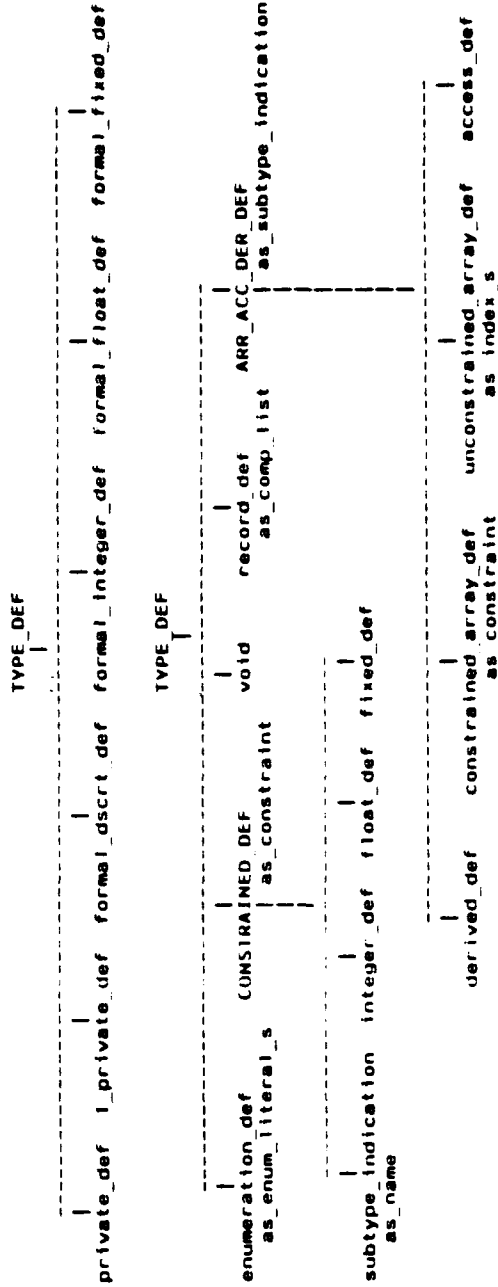 TYPE_DEF
private_def l_private_def formal_dscrt_def formal_integer_def formal_float_def formal_fixed_def
TYPE_DEF
enumeration_def CONSTRAINED_DEF void record_def ARR_ACC_DER_DEF
as_enum_literal_s as_constraint as_comp_list as_subtype_indication
subtype_indication integer_def float_def fixed_def
as_name
derived_def constrained_array_def unconstrained_array_def access_def
as_constraint as_index_s